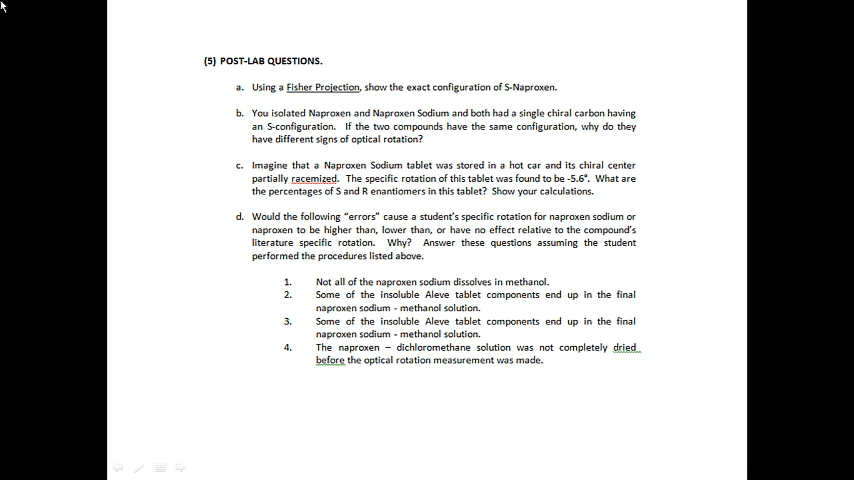 (5) POST-LAB QUESTIONS.
a. Using a Fisher Projection, show the exact configuration of S-Naproxen.
b. You isolated Naproxen and Naproxen Sodium and both had a single chiral carbon having
an S-configuration. If the two compounds have the same configuration, why do they
have different signs of optical rotation?
c. Imagine that a Naproxen Sodium tablet was stored in a hot car and its chiral center
partially racemized. The specific rotation of this tablet was found to be -5.6°. What are
the percentages of S and R enantiomers in this tablet? Show your calculations.
d. Would the following “errors” cause a student’s specific rotation for naproxen sodium or
naproxen to be higher than, lower than, or have no effect relative to the compound’s
literature specific rotation. Why? Answer these questions assuming the student
performed the procedures listed above.
1. Not all of the naproxen sodium dissolves in methanol.
2. Some of the insoluble Aleve tablet components end up in the final
naproxen sodium - methanol solution.
3. Some of the insoluble Aleve tablet components end up in the final
naproxen sodium - methanol solution.
4. The naproxen – dichloromethane solution was not completely dried
before the optical rotation measurement was made.